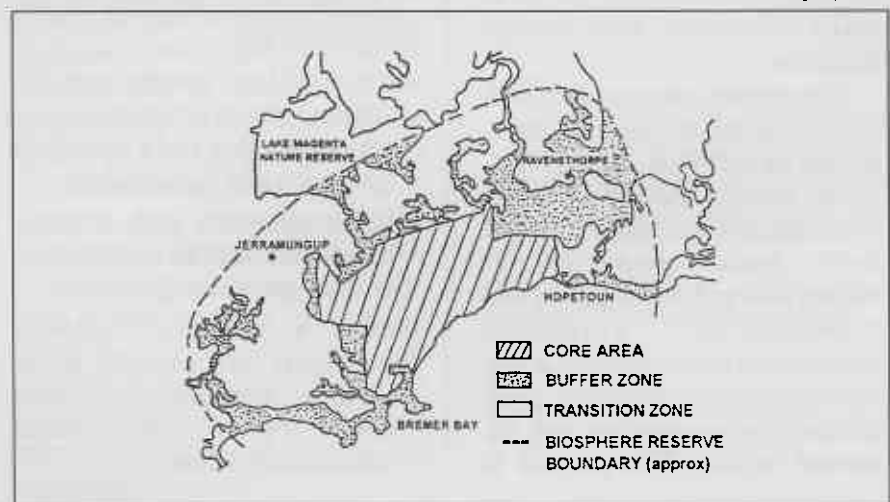 LAKE MAGENTA
NATURE RESERVE
RAVENSTHORPE
JERRAMUNGUP
HOPETOUN
BREMER BAY
CORE AREA
BUFFER ZONE
TRANSITION ZONE
BIOSPHERE RESERVE
BOUNDARY (approx)